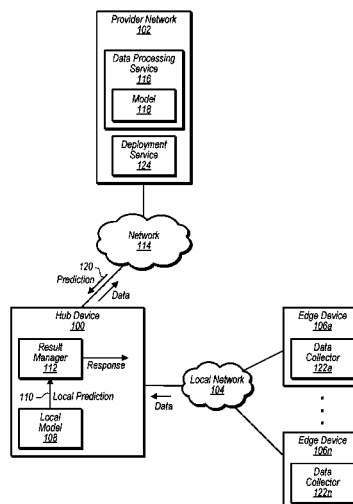 Provider Network
102
Data Processing
Service
116
Model
118
Deployment
Service
124
Network
114
120
Prediction
Data
Hub Device
100
Result
Manager
112
Response
110
Local Prediction
Local
Model
108
Data
Local Network
104
Edge Device
106a
Data
Collector
122a
Edge Device
106n
Data
Collector
122n